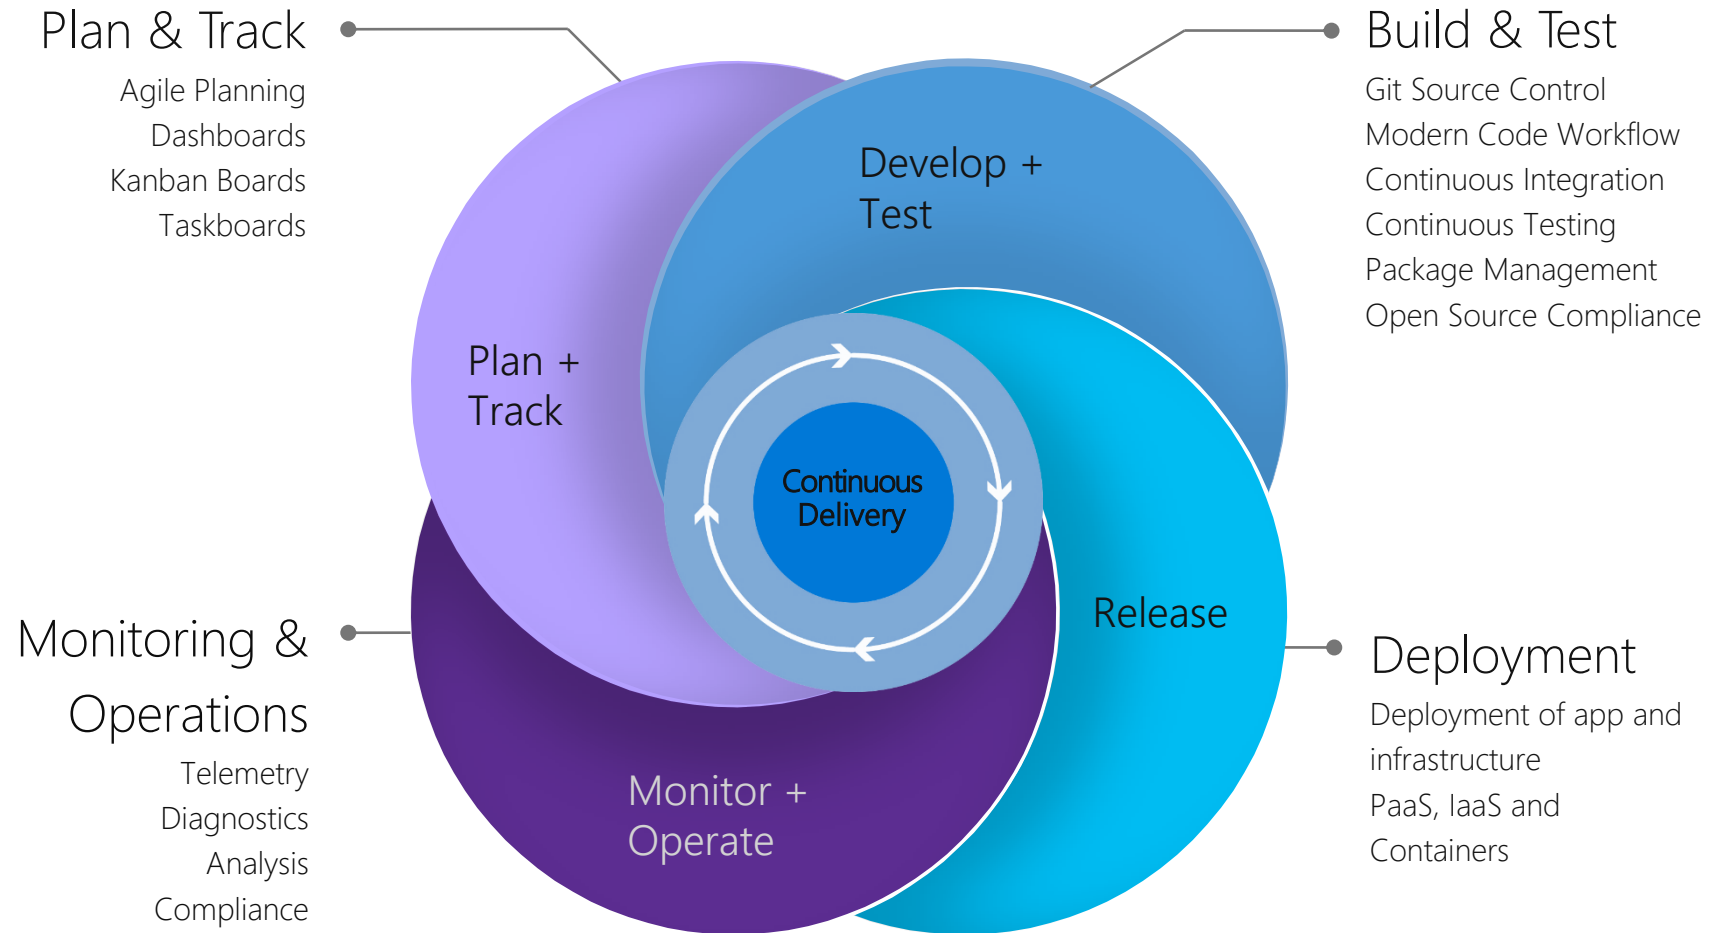 Plan & Track
Agile Planning
Dashboards
Kanban Boards
Taskboards
Build & Test
Git Source Control
Modern Code Workflow
Continuous Integration
Continuous Testing
Package Management
Open Source Compliance
Develop +
Test
Plan +
Track
Continuous
Delivery
Release
Monitor +
Operate
Monitoring &
Operations
Telemetry
Diagnostics
Analysis
Compliance
Deployment
Deployment of app and
infrastructure
PaaS, IaaS and
Containers